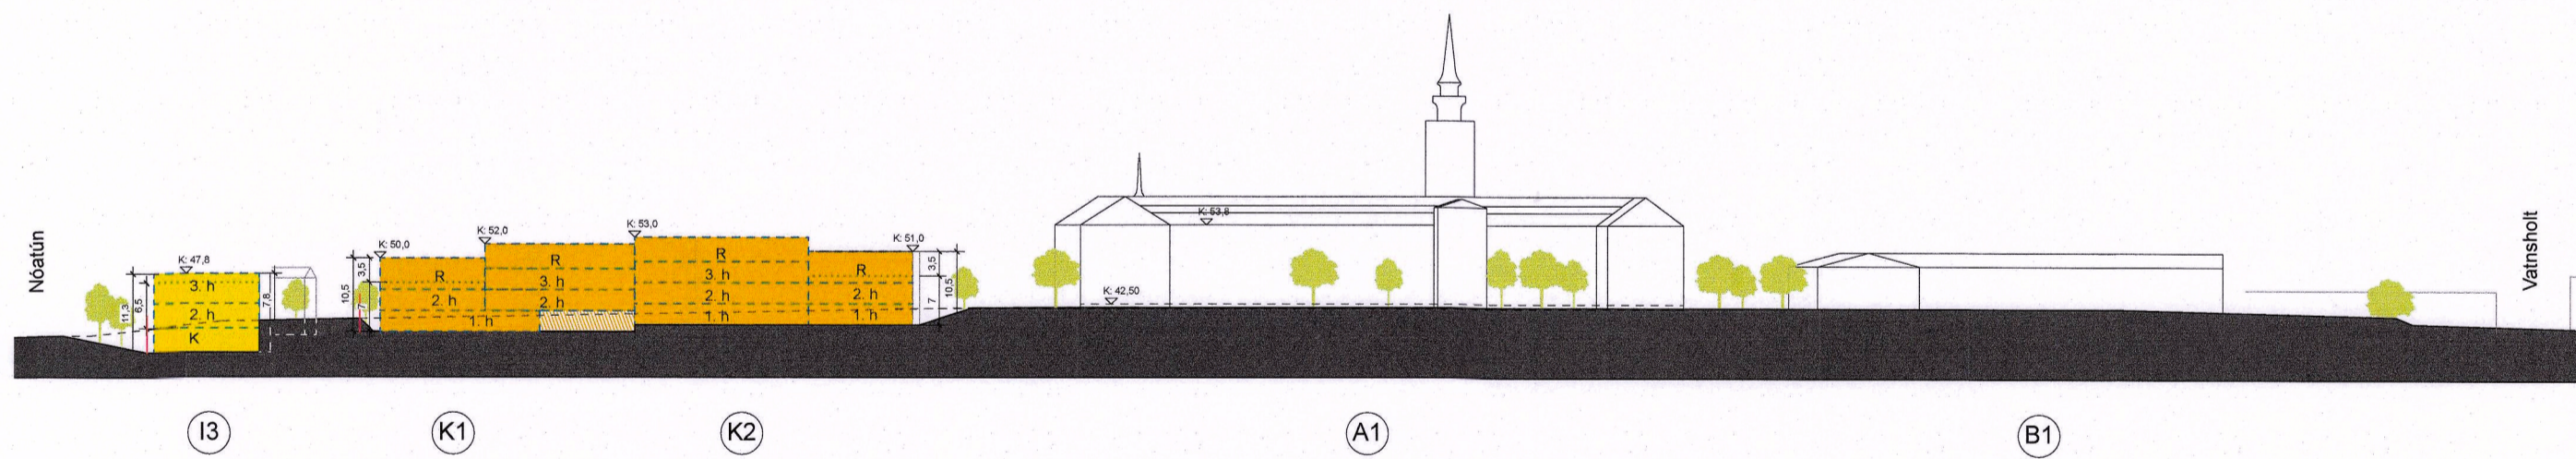 Nóatún
11,3
6,5
K: 47,8
3. h
2. h
K
7,8
10,5
3,5
7
K: 50,0
R
2. h
1. h
K: 52,0
R
3. h
2. h
K: 53,0
R
3. h
2. h
1. h
K: 51,0
R
2. h
1. h
3,5
7
10,5
K: 53,8
K: 42,50
Vatnsholt
I3
K1
K2
A1
B1